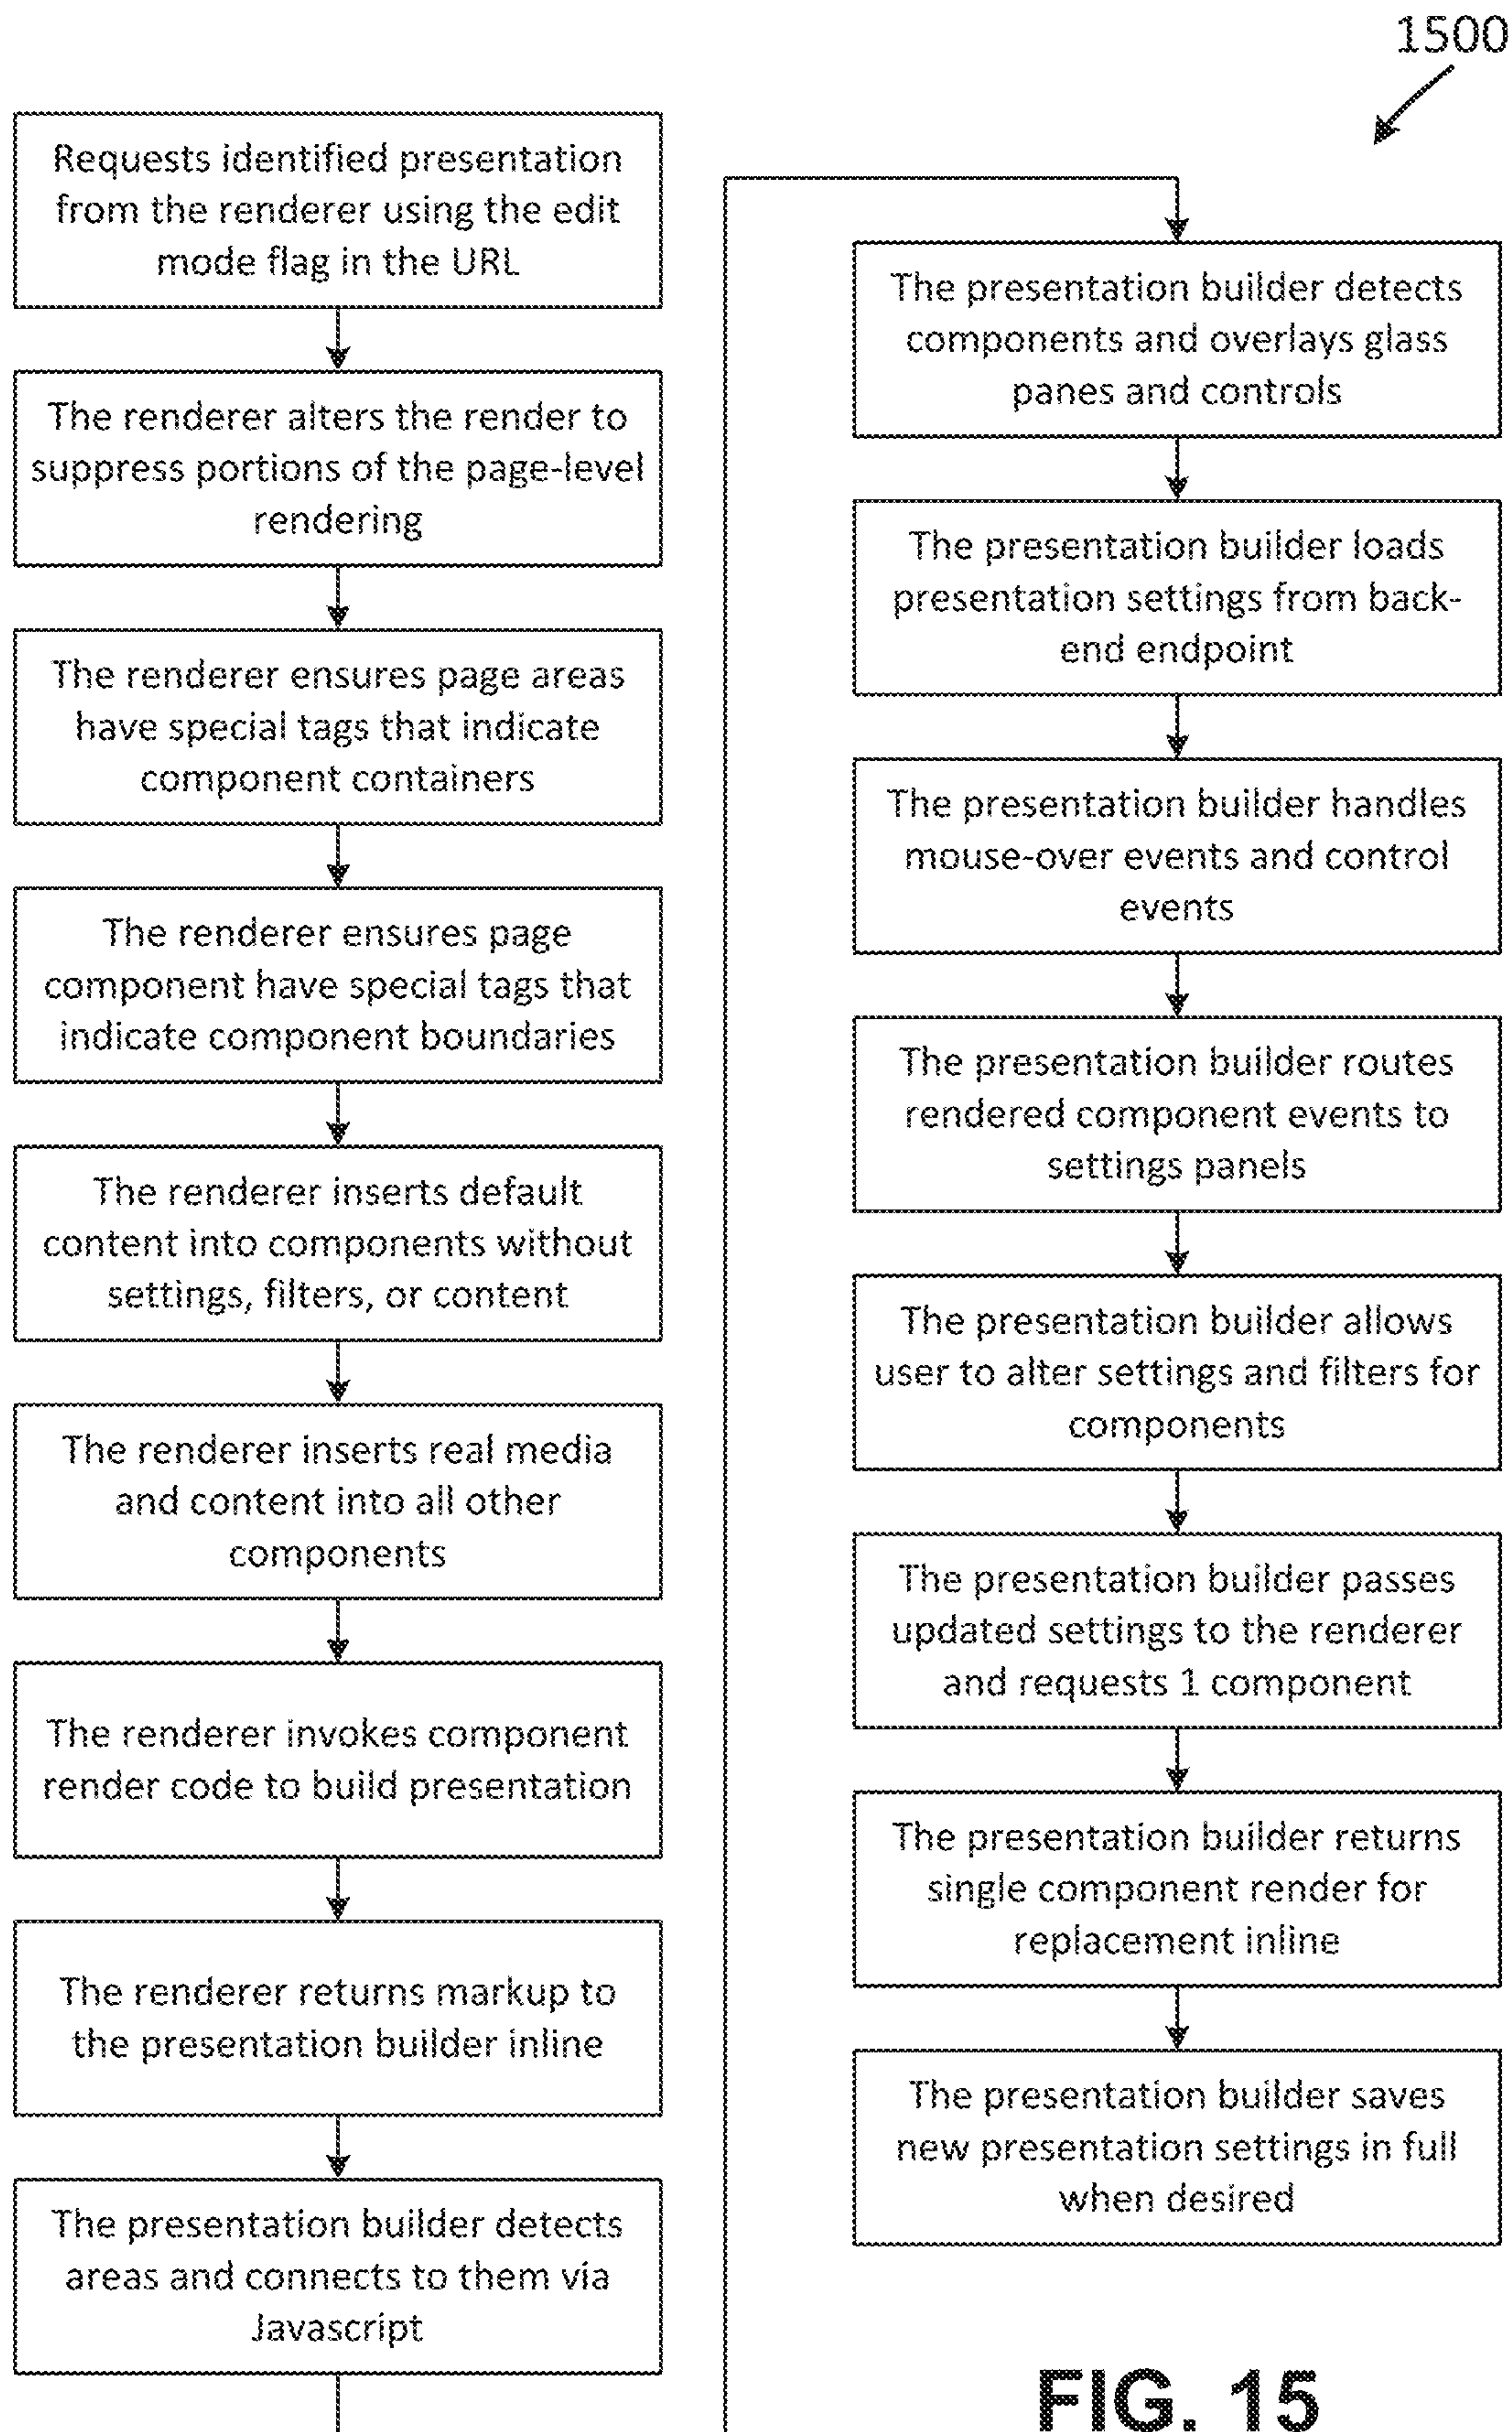 1500
Requests identified presentation
from the renderer using the edit
mode flag in the URL
The renderer alters the render to
suppress portions of the page-level
rendering
The renderer ensures page areas
have special tags that indicate
component containers
The renderer ensures page
component have special tags that
indicate component boundaries
The renderer inserts default
content into components without
settings, filters, or content
The renderer inserts real media
and content into all other
components
The renderer invokes component
render code to build presentation
The renderer returns markup to
the presentation builder inline
The presentation builder detects
areas and connects to them via
Javascript
The presentation builder detects
components and overlays glass
panes and controls
The presentation builder loads
presentation settings from back-
end endpoint
The presentation builder handles
mouse-over events and control
events
The presentation builder routes
rendered component events to
settings panels
The presentation builder allows
user to alter settings and filters for
components
The presentation builder passes
updated settings to the renderer
and requests 1 component
The presentation builder returns
single component render for
replacement inline
The presentation builder saves
new presentation settings in full
when desired
FIG. 15